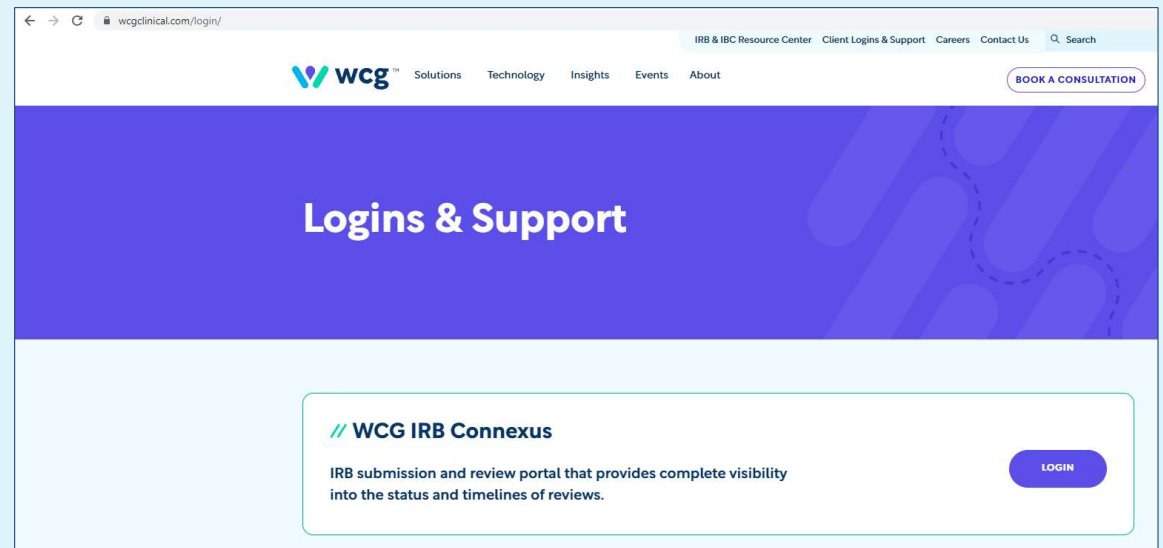 wcgclinical.com/login/
IRB & IBC Resource Center Client Logins & Support Careers Contact Us Search
wcg™ Solutions Technology Insights Events About
BOOK A CONSULTATION
Logins & Support
// WCG IRB Connexus
IRB submission and review portal that provides complete visibility
into the status and timelines of reviews.
LOGIN